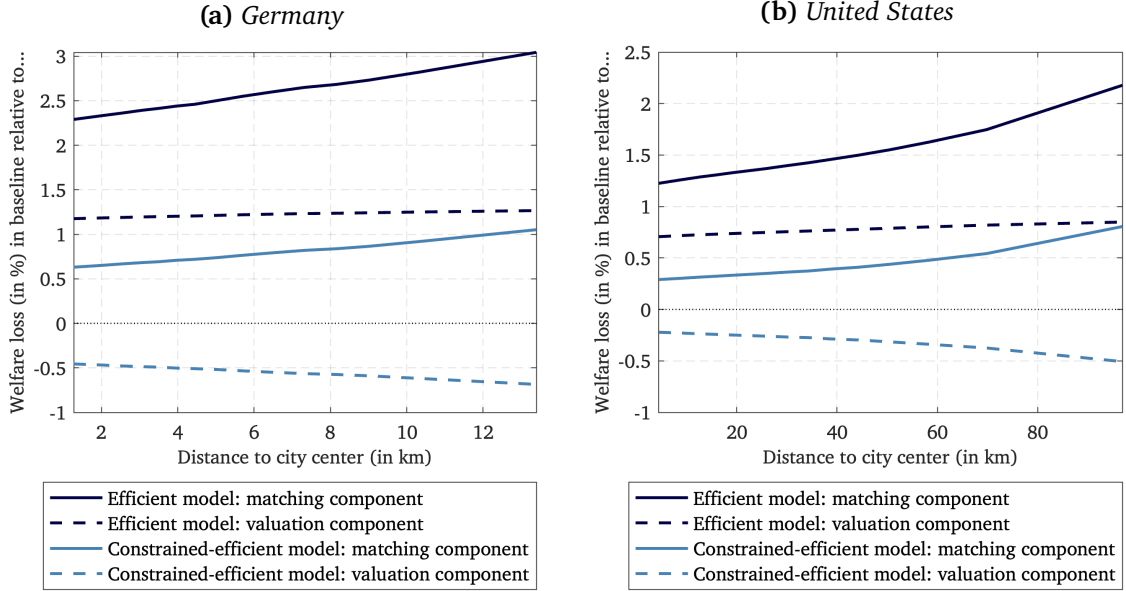 (a) Germany
Welfare loss (in %) in baseline relative to...
3
2.5
2
1.5
1
0.5
0
-0.5
-1
2 4 6 8 10 12
Distance to city center (in km)
Efficient model: matching component
Efficient model: valuation component
Constrained-efficient model: matching component
Constrained-efficient model: valuation component
(b) United States
Welfare loss (in %) in baseline relative to...
2.5
2
1.5
1
0.5
0
-0.5
-1
20 40 60 80
Distance to city center (in km)
Efficient model: matching component
Efficient model: valuation component
Constrained-efficient model: matching component
Constrained-efficient model: valuation component